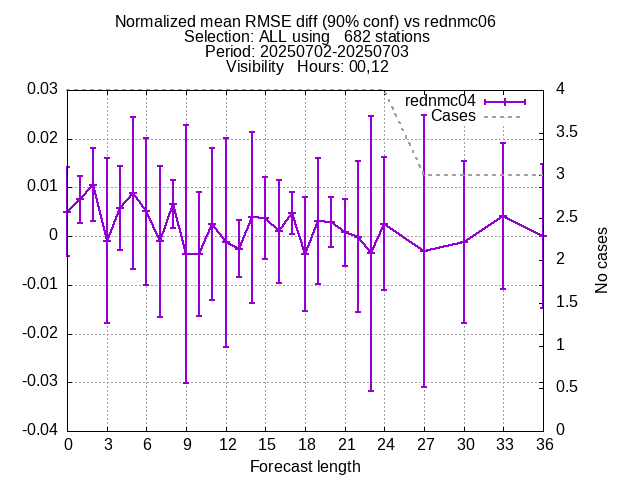 Normalized mean RMSE diff (90% conf) vs rednmc06
Selection: ALL using   682 stations
Period: 20250702-20250703
Visibility   Hours: 00,12
rednmc04
Cases
0.03
0.02
0.01
0
-0.01
-0.02
-0.03
-0.04
4
3.5
3
2.5
2
1.5
1
0.5
0
No cases
0 3 6 9 12 15 18 21 24 27 30 33 36
Forecast length